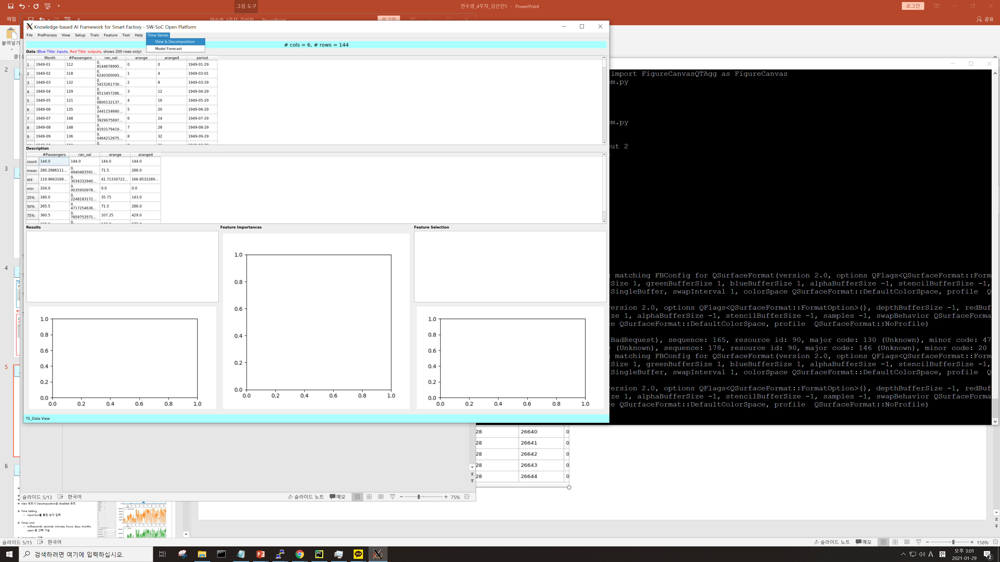 그림 도구
연수생_4주차_김선민1 - PowerPoint
로그인
파일
연수생_3주차_김선민 - PowerPoint
로그인
공유
붙여넣기
Knowledge-based AI Framework for Smart Factory - SW-SoC Open Platform
File PreProcess View Setup Train Feature Test Help Time Series
View & Decomposition
Model Forecast
# cols = 6, # rows = 144
Data (Blue Title: inputs, Red Title: outputs, shows 200 rows only)
Month #Passengers ran_val arange arange4 period
1 1949-01 112 0. 8144678995... 0 0 1949-01-29
2 1949-02 118 0. 6240300093... 1 4 1949-03-01
3 1949-03 132 0. 5415261730... 2 8 1949-03-29
4 1949-04 129 0. 8513457286... 3 12 1949-04-29
5 1949-05 121 0. 0800132137... 4 16 1949-05-29
6 1949-06 135 0. 2441154660... 5 20 1949-06-29
7 1949-07 148 0. 3929075697... 6 24 1949-07-29
8 1949-08 148 0. 8193179419... 7 28 1949-08-29
9 1949-09 136 0. 0464212675... 8 32 1949-09-29
Description
#Passengers ran_val arange arange4
count 144.0 144.0 144.0 144.0
mean 280.2986111... 0. 4940483591... 71.5 286.0
std 119.9663169... 0. 3034332940... 41.71330722... 166.8532289...
min 104.0 0. 0035950978... 0.0 0.0
25% 180.0 0. 2248183172... 35.75 143.0
50% 265.5 0. 4717254636... 71.5 286.0
75% 360.5 0. 7859753571... 107.25 429.0
Results
Feature Importances
Feature Selection
1.0
0.8
0.6
0.4
0.2
0.0
0.0 0.2 0.4 0.6 0.8 1.0
1.0
0.8
0.6
0.4
0.2
0.0
0.0 0.2 0.4 0.6 0.8 1.0
1.0
0.8
0.6
0.4
0.2
0.0
0.0 0.2 0.4 0.6 0.8 1.0
TS_Data View
import FigureCanvasQTAgg as FigureCanvas
om.py
om.py
out 2
matching FBConfig for QSurfaceFormat(version 2.0, options QFlags<QSurfaceFormat::Form
rSize 1, greenBufferSize 1, blueBufferSize 1, alphaBufferSize -1, stencilBufferSize -1,
SingleBuffer, swapInterval 1, colorSpace QSurfaceFormat::DefaultColorSpace, profile Q
version 2.0, options QFlags<QSurfaceFormat::FormatOption>(), depthBufferSize -1, redBuf
ze 1, alphaBufferSize -1, stencilBufferSize -1, samples -1, swapBehavior QSurfaceForma
e QSurfaceFormat::DefaultColorSpace, profile QSurfaceFormat::NoProfile)
BadRequest), sequence: 165, resource id: 90, major code: 130 (Unknown), minor code: 47
(Unknown), sequence: 178, resource id: 90, major code: 146 (Unknown), minor code: 20
matching FBConfig for QSurfaceFormat(version 2.0, options QFlags<QSurfaceFormat::Form
rSize 1, greenBufferSize 1, blueBufferSize 1, alphaBufferSize -1, stencilBufferSize -1,
SingleBuffer, swapInterval 1, colorSpace QSurfaceFormat::DefaultColorSpace, profile Q
version 2.0, options QFlags<QSurfaceFormat::FormatOption>(), depthBufferSize -1, redBuf
ze 1, alphaBufferSize -1, stencilBufferSize -1, samples -1, swapBehavior QSurfaceForma
e QSurfaceFormat::DefaultColorSpace, profile QSurfaceFormat::NoProfile)
28 26640 0
28 26641 0
28 26642 0
28 26643 0
28 26644 0
2
3
4
5
6
슬라이드 5/13 한국어
슬라이드 노트 메모 75%
View 모드시 Decomposition은 disabled 모드
Time Setting
Input box를 통한 숫자 입력
Times Unit
milliseconds, seconds, minutes, hours, days, months,
years 중 선택 가능
슬라이드 5/15 한국어
슬라이드 노트 메모 158%
검색하려면 여기에 입력하십시오.
PC
TALK
A 한
오후 3:01
2021-01-29
2